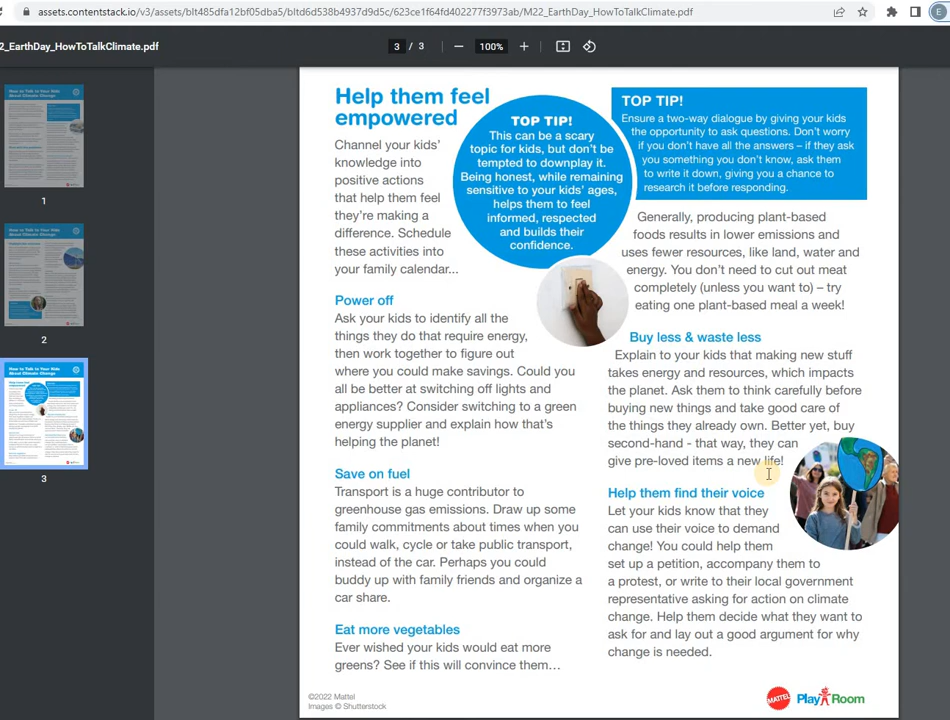 assets.contentstack.io/v3/assets/blt485dfa12bf05dba5/bltd6d538b4937d9d5c/623ce1f64fd402277f3973ab/M22_EarthDay_HowToTalkClimate.pdf
E
2_EarthDay_HowToTalkClimate.pdf
3 / 3
100%
How to Talk to Your Kids
About Climate Change
1
2
How to Talk to Your Kids
About Climate Change
3
Help them feel
empowered
Channel your kids'
knowledge into
positive actions
that help them feel
they're making a
difference. Schedule
these activities into
your family calendar...
TOP TIP!
This can be a scary
topic for kids, but don't be
tempted to downplay it.
Being honest, while remaining
sensitive to your kids' ages,
helps them to feel
informed, respected
and builds their
confidence.
Power off
Ask your kids to identify all the
things they do that require energy,
then work together to figure out
where you could make savings. Could you
all be better at switching off lights and
appliances? Consider switching to a green
energy supplier and explain how that's
helping the planet!
Save on fuel
Transport is a huge contributor to
greenhouse gas emissions. Draw up some
family commitments about times when you
could walk, cycle or take public transport,
instead of the car. Perhaps you could
buddy up with family friends and organize a
car share.
Eat more vegetables
Ever wished your kids would eat more
greens? See if this will convince them…
TOP TIP!
Ensure a two-way dialogue by giving your kids
the opportunity to ask questions. Don't worry
if you don't have all the answers – if they ask
you something you don't know, ask them
to write it down, giving you a chance to
research it before responding.
Generally, producing plant-based
foods results in lower emissions and
uses fewer resources, like land, water and
energy. You don't need to cut out meat
completely (unless you want to) – try
eating one plant-based meal a week!
Buy less & waste less
Explain to your kids that making new stuff
takes energy and resources, which impacts
the planet. Ask them to think carefully before
buying new things and take good care of
the things they already own. Better yet, buy
second-hand - that way, they can
give pre-loved items a new life!
Help them find their voice
Let your kids know that they
can use their voice to demand
change! You could help them
set up a petition, accompany them to
a protest, or write to their local government
representative asking for action on climate
change. Help them decide what they want to
ask for and lay out a good argument for why
change is needed.
©2022 Mattel
Images © Shutterstock
MATTEL
Play Room